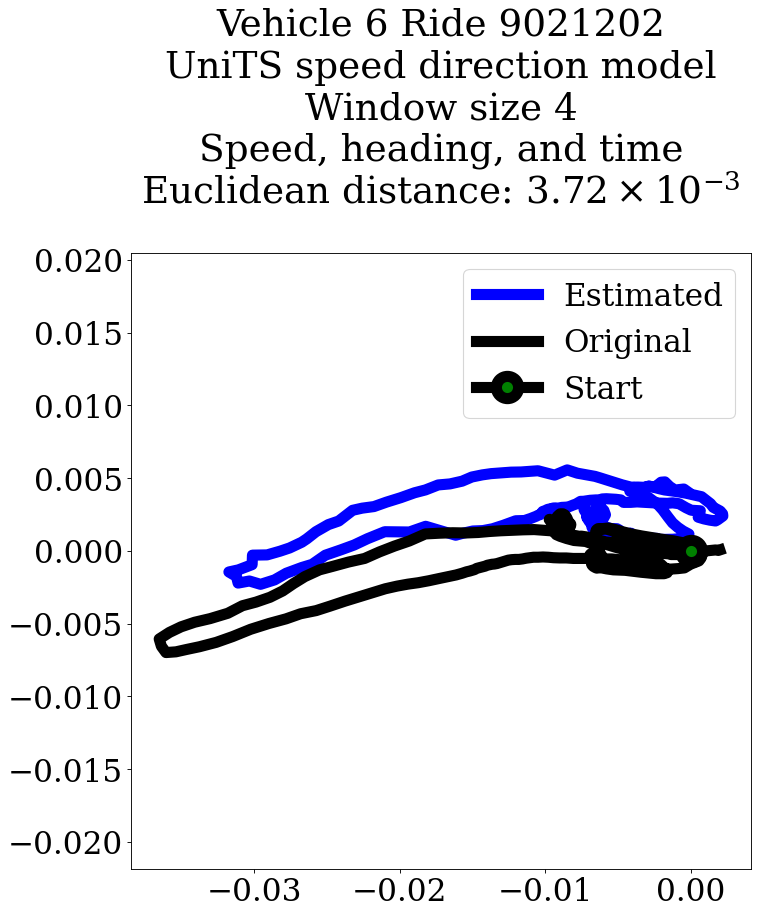 Vehicle 6 Ride 9021202
UniTS speed direction model
Window size 4
Speed, heading, and time
Euclidean distance: 3.72 × 10⁻³
Estimated
Original
Start
0.020
0.015
0.010
0.005
0.000
−0.005
−0.010
−0.015
−0.020
−0.03 −0.02 −0.01 0.00